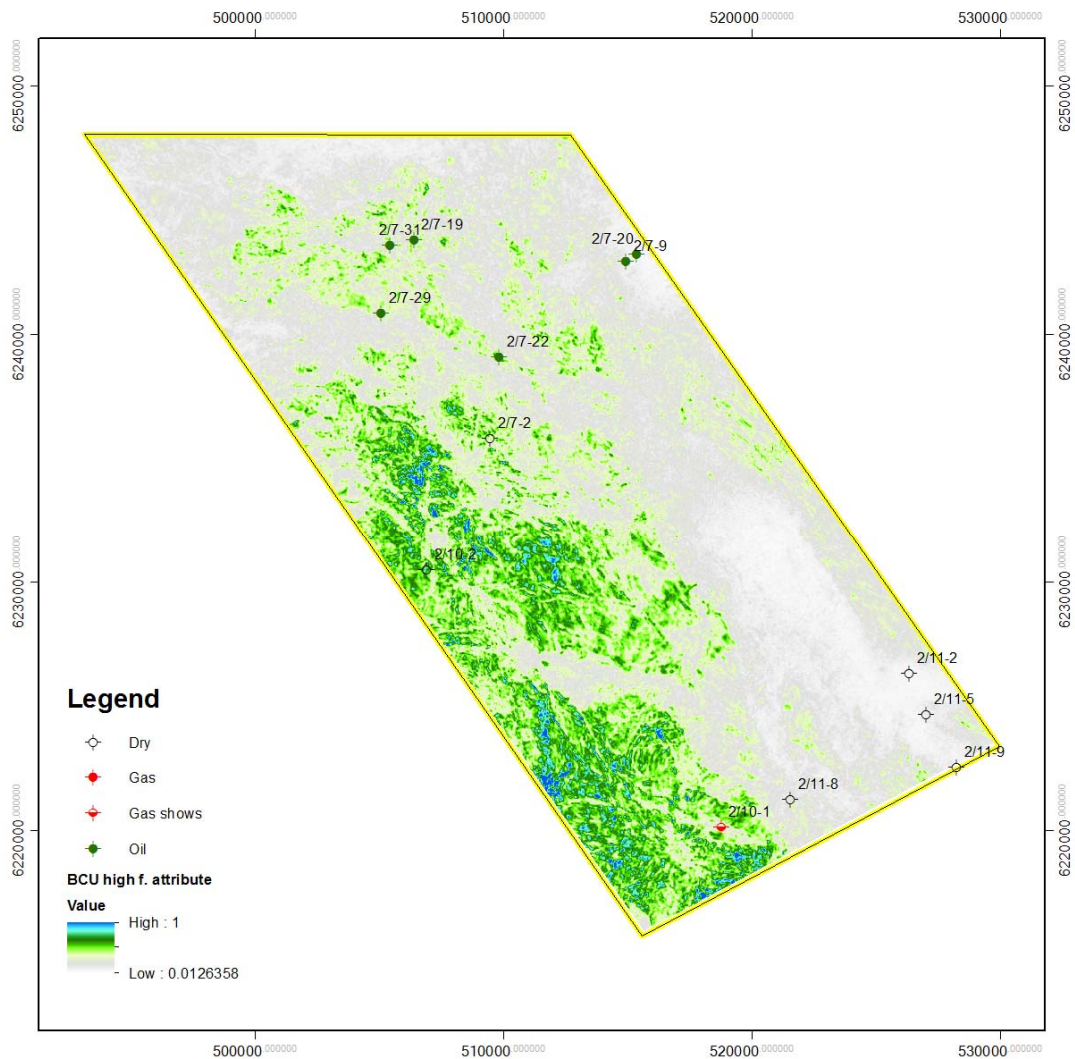 500000.000000 510000.000000 520000.000000 530000.000000
6250000.000000 6250000.000000
2/7-31 2/7-19
2/7-20 2/7-9
2/7-29
6240000.000000 6240000.000000
2/7-22
2/7-2
2/10-2
6230000.000000 6230000.000000
2/11-2
2/11-5
2/11-9
2/11-8
2/10-1
6220000.000000 6220000.000000
Legend
Dry
Gas
Gas shows
Oil
BCU high f. attribute
Value
High : 1
Low : 0.0126358
500000.000000 510000.000000 520000.000000 530000.000000